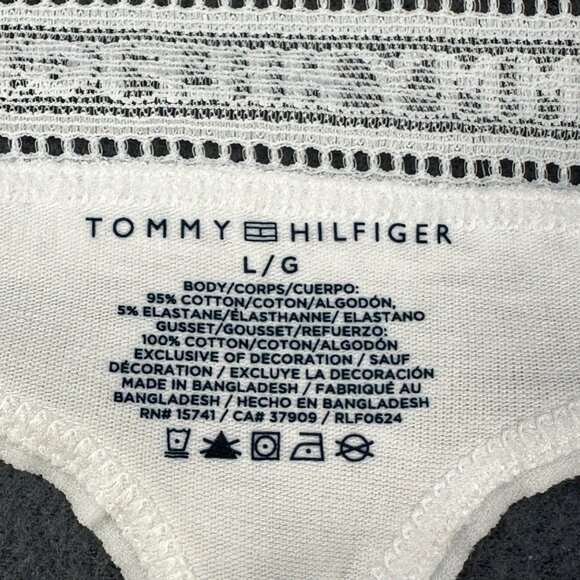 TOMMY HILFIGER
L/G
BODY/CORPS/CUERPO:
95% COTTON/COTON/ALGODÓN,
5% ELASTANE/ÉLASTHANNE/ ELASTANO
GUSSET/GOUSSET/REFUERZO:
100% COTTON/COTON/ALGODÓN
EXCLUSIVE OF DECORATION / SAUF
DÉCORATION / EXCLUYE LA DECORACIÓN
MADE IN BANGLADESH / FABRIQUÉ AU
BANGLADESH / HECHO EN BANGLADESH
RN# 15741 / CA# 37909 / RLF0624